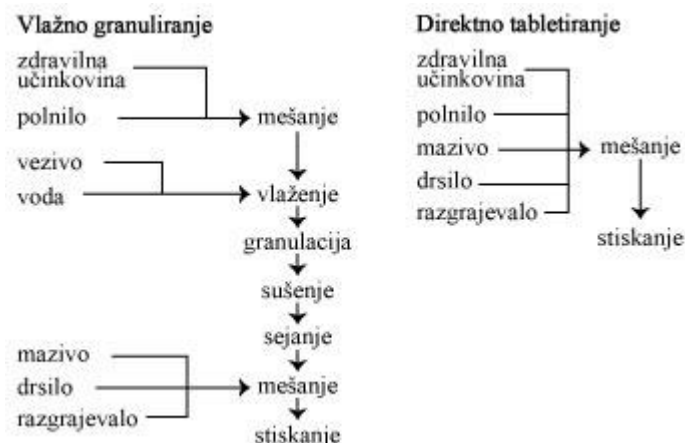 Vlažno granuliranje
zdravilna
učinkovina
polnilo
mešanje
vezivo
voda
vlaženje
granulacija
sušenje
sejanje
mazivo
drsilo
mešanje
razgrajevalo
stiskanje
Direktno tabletiranje
zdravilna
učinkovina
polnilo
mazivo
mešanje
drsilo
razgrajevalo
stiskanje